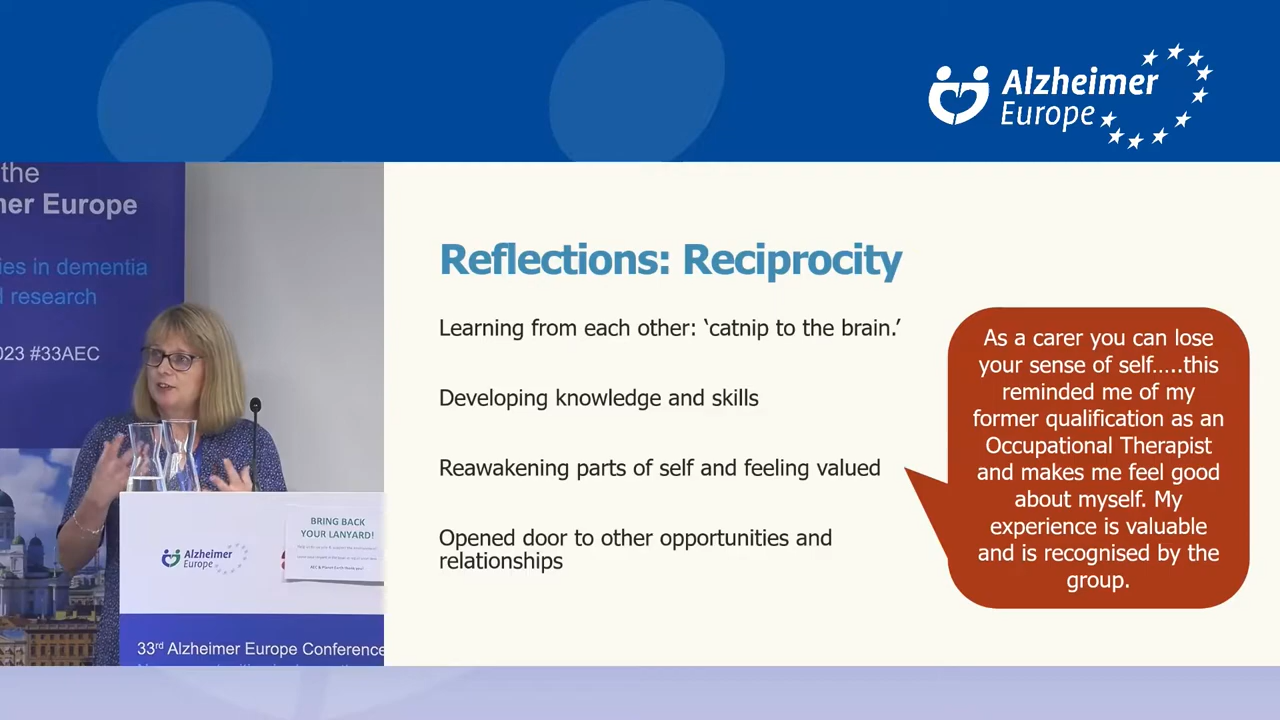 Alzheimer
Europe
the
ner Europe
ies in dementia
d research
023 #33AEC
BRING BACK
YOUR LANYARD!
Alzheimer
Europe
33rd Alzheimer Europe Conference
Reflections: Reciprocity
Learning from each other: ‘catnip to the brain.’
Developing knowledge and skills
Reawakening parts of self and feeling valued
Opened door to other opportunities and
relationships
As a carer you can lose
your sense of self…..this
reminded me of my
former qualification as an
Occupational Therapist
and makes me feel good
about myself. My
experience is valuable
and is recognised by the
group.